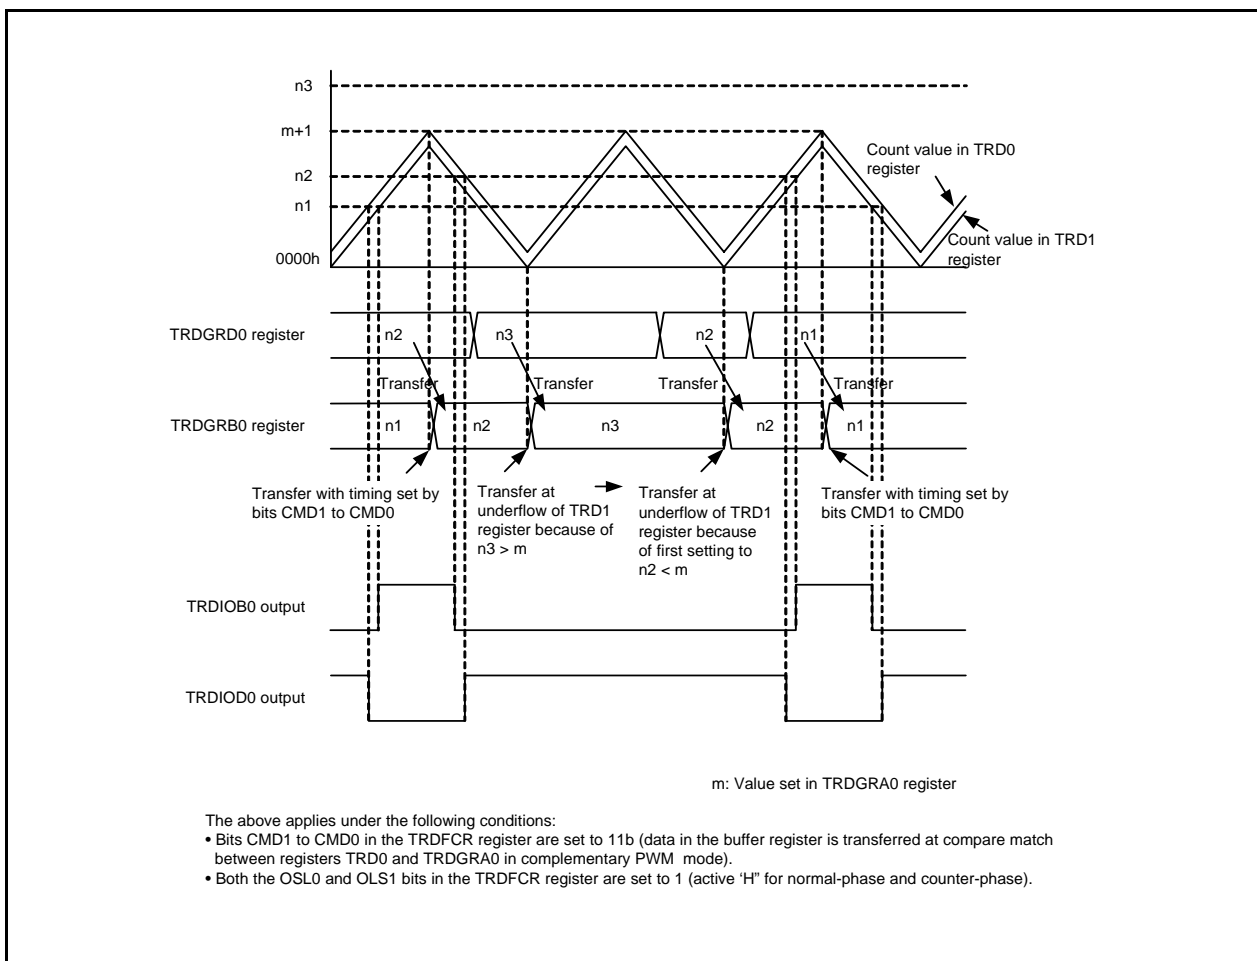 n3
m+1
n2
n1
0000h
Count value in TRD0
register
Count value in TRD1
register
TRDGRD0 register
n2
n3
n2
n1
Transfer
Transfer
Transfer
Transfer
TRDGRB0 register
n1
n2
n3
n2
n1
Transfer with timing set by
bits CMD1 to CMD0
Transfer at
underflow of TRD1
register because of
n3 > m
Transfer at
underflow of TRD1
register because
of first setting to
n2 < m
Transfer with timing set by
bits CMD1 to CMD0
TRDIOB0 output
TRDIOD0 output
m: Value set in TRDGRA0 register
The above applies under the following conditions:
• Bits CMD1 to CMD0 in the TRDFCR register are set to 11b (data in the buffer register is transferred at compare match
between registers TRD0 and TRDGRA0 in complementary PWM mode).
• Both the OSL0 and OLS1 bits in the TRDFCR register are set to 1 (active ‘H” for normal-phase and counter-phase).